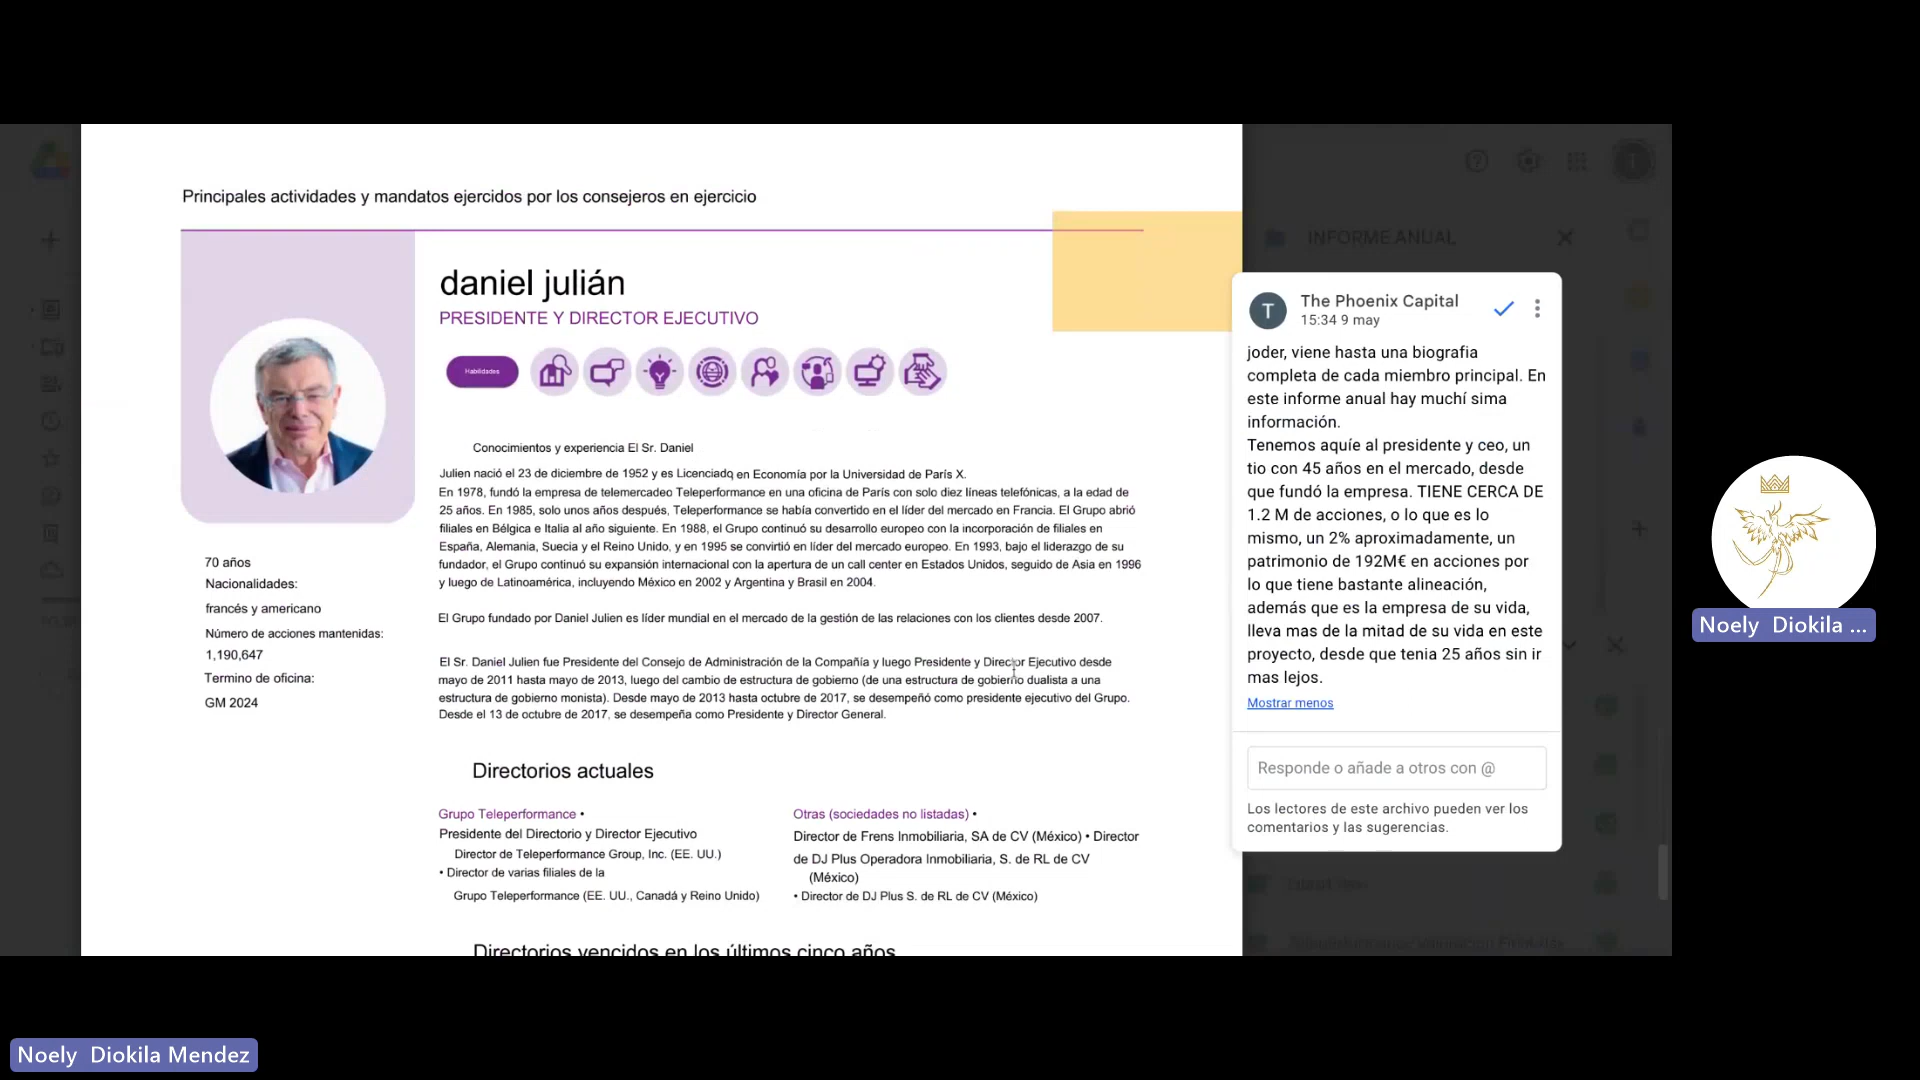 Principales actividades y mandatos ejercidos por los consejeros en ejercicio
daniel julián
PRESIDENTE Y DIRECTOR EJECUTIVO
Habilidades
Conocimientos y experiencia El Sr. Daniel
Julien nació el 23 de diciembre de 1952 y es Licenciado en Economía por la Universidad de París X.
En 1978, fundó la empresa de telemercadeo Teleperformance en una oficina de París con solo diez líneas telefónicas, a la edad de
25 años. En 1985, solo unos años después, Teleperformance se había convertido en el líder del mercado en Francia. El Grupo abrió
filiales en Bélgica e Italia al año siguiente. En 1988, el Grupo continuó su desarrollo europeo con la incorporación de filiales en
España, Alemania, Suecia y el Reino Unido, y en 1995 se convirtió en líder del mercado europeo. En 1993, bajo el liderazgo de su
fundador, el Grupo continuó su expansión internacional con la apertura de un call center en Estados Unidos, seguido de Asia en 1996
y luego de Latinoamérica, incluyendo México en 2002 y Argentina y Brasil en 2004.
El Grupo fundado por Daniel Julien es líder mundial en el mercado de la gestión de las relaciones con los clientes desde 2007.
El Sr. Daniel Julien fue Presidente del Consejo de Administración de la Compañía y luego Presidente y Director Ejecutivo desde
mayo de 2011 hasta mayo de 2013, luego del cambio de estructura de gobierno (de una estructura de gobierno dualista a una
estructura de gobierno monista). Desde mayo de 2013 hasta octubre de 2017, se desempeñó como presidente ejecutivo del Grupo.
Desde el 13 de octubre de 2017, se desempeña como Presidente y Director General.
70 años
Nacionalidades:
francés y americano
Número de acciones mantenidas:
1,190,647
Termino de oficina:
GM 2024
Directorios actuales
Grupo Teleperformance •
Presidente del Directorio y Director Ejecutivo
Director de Teleperformance Group, Inc. (EE. UU.)
• Director de varias filiales de la
Grupo Teleperformance (EE. UU., Canadá y Reino Unido)
Otras (sociedades no listadas) •
Director de Frens Inmobiliaria, SA de CV (México) • Director
de DJ Plus Operadora Inmobiliaria, S. de RL de CV
(México)
• Director de DJ Plus S. de RL de CV (México)
Directorios vencidos en los últimos cinco años
INFORME ANUAL
T
The Phoenix Capital
15:34 9 may
joder, viene hasta una biografia
completa de cada miembro principal. En
este informe anual hay muchí sima
información.
Tenemos aquíe al presidente y ceo, un
tio con 45 años en el mercado, desde
que fundó la empresa. TIENE CERCA DE
1.2 M de acciones, o lo que es lo
mismo, un 2% aproximadamente, un
patrimonio de 192M€ en acciones por
lo que tiene bastante alineación,
además que es la empresa de su vida,
lleva mas de la mitad de su vida en este
proyecto, desde que tenia 25 años sin ir
mas lejos.
Mostrar menos
Responde o añade a otros con @
Los lectores de este archivo pueden ver los
comentarios y las sugerencias.
Noely Diokila ...
Noely Diokila Mendez